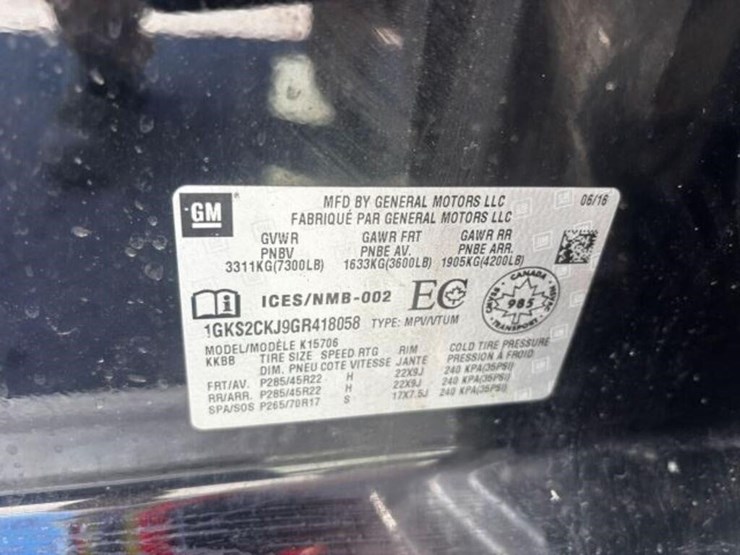 GM
MFD BY GENERAL MOTORS LLC 06/16
FABRIQUÉ PAR GENERAL MOTORS LLC
GVWR GAWR FRT GAWR RR
PNBV PNBE AV. PNBE ARR.
3311KG(7300LB) 1633KG(3600LB) 1905KG(4200LB)
ICES/NMB-002 EC
CANADA
985
TRANSPORT
TRANS
1GKS2CKJ9GR418058 TYPE: MPV/VTUM
MODEL/MODÈLE K15706
KKBB TIRE SIZE SPEED RTG RIM COLD TIRE PRESSURE
DIM. PNEU COTE VITESSE JANTE PRESSION À FROID
FRT/AV. P285/45R22 H 22X9J 240 KPA(35PSI)
RR/ARR. P285/45R22 H 22X9J 240 KPA(35PSI)
SPA/SOS P265/70R17 S 17X7.5J 240 KPA(35PSI)